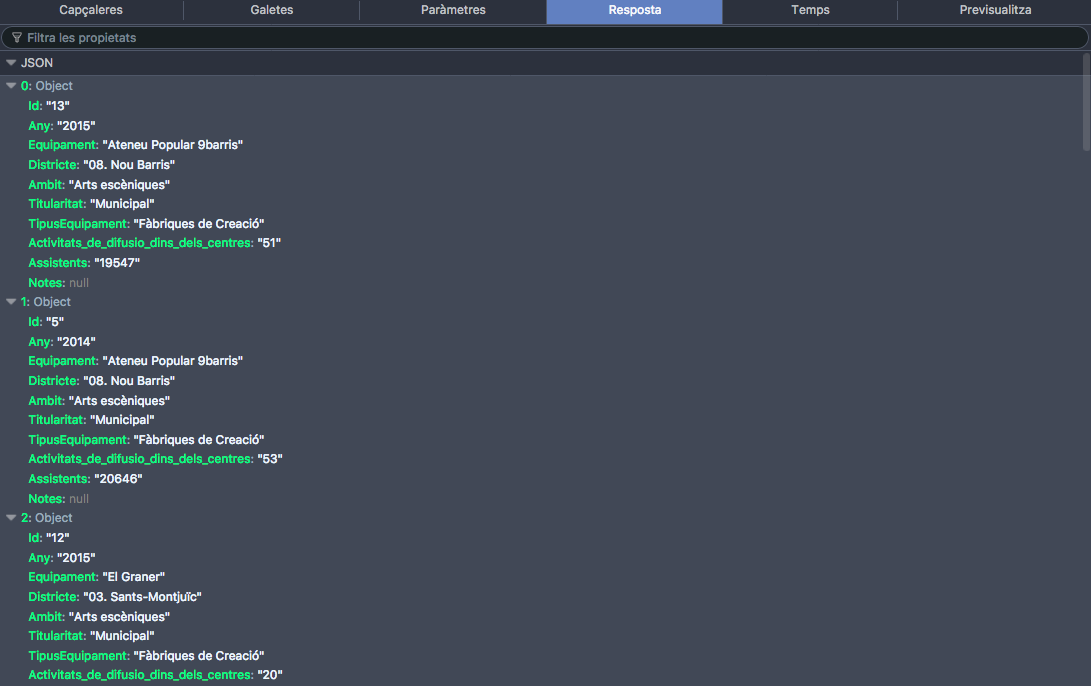 Capçaleres Galetes Paràmetres Resposta Temps Previsualitza
Filtra les propietats
JSON
0: Object
Id: "13"
Any: "2015"
Equipament: "Ateneu Popular 9barris"
Districte: "08. Nou Barris"
Ambit: "Arts escèniques"
Titularitat: "Municipal"
TipusEquipament: "Fàbriques de Creació"
Activitats_de_difusio_dins_dels_centres: "51"
Assistents: "19547"
Notes: null
1: Object
Id: "5"
Any: "2014"
Equipament: "Ateneu Popular 9barris"
Districte: "08. Nou Barris"
Ambit: "Arts escèniques"
Titularitat: "Municipal"
TipusEquipament: "Fàbriques de Creació"
Activitats_de_difusio_dins_dels_centres: "53"
Assistents: "20646"
Notes: null
2: Object
Id: "12"
Any: "2015"
Equipament: "El Graner"
Districte: "03. Sants-Montjuïc"
Ambit: "Arts escèniques"
Titularitat: "Municipal"
TipusEquipament: "Fàbriques de Creació"
Activitats_de_difusio_dins_dels_centres: "20"